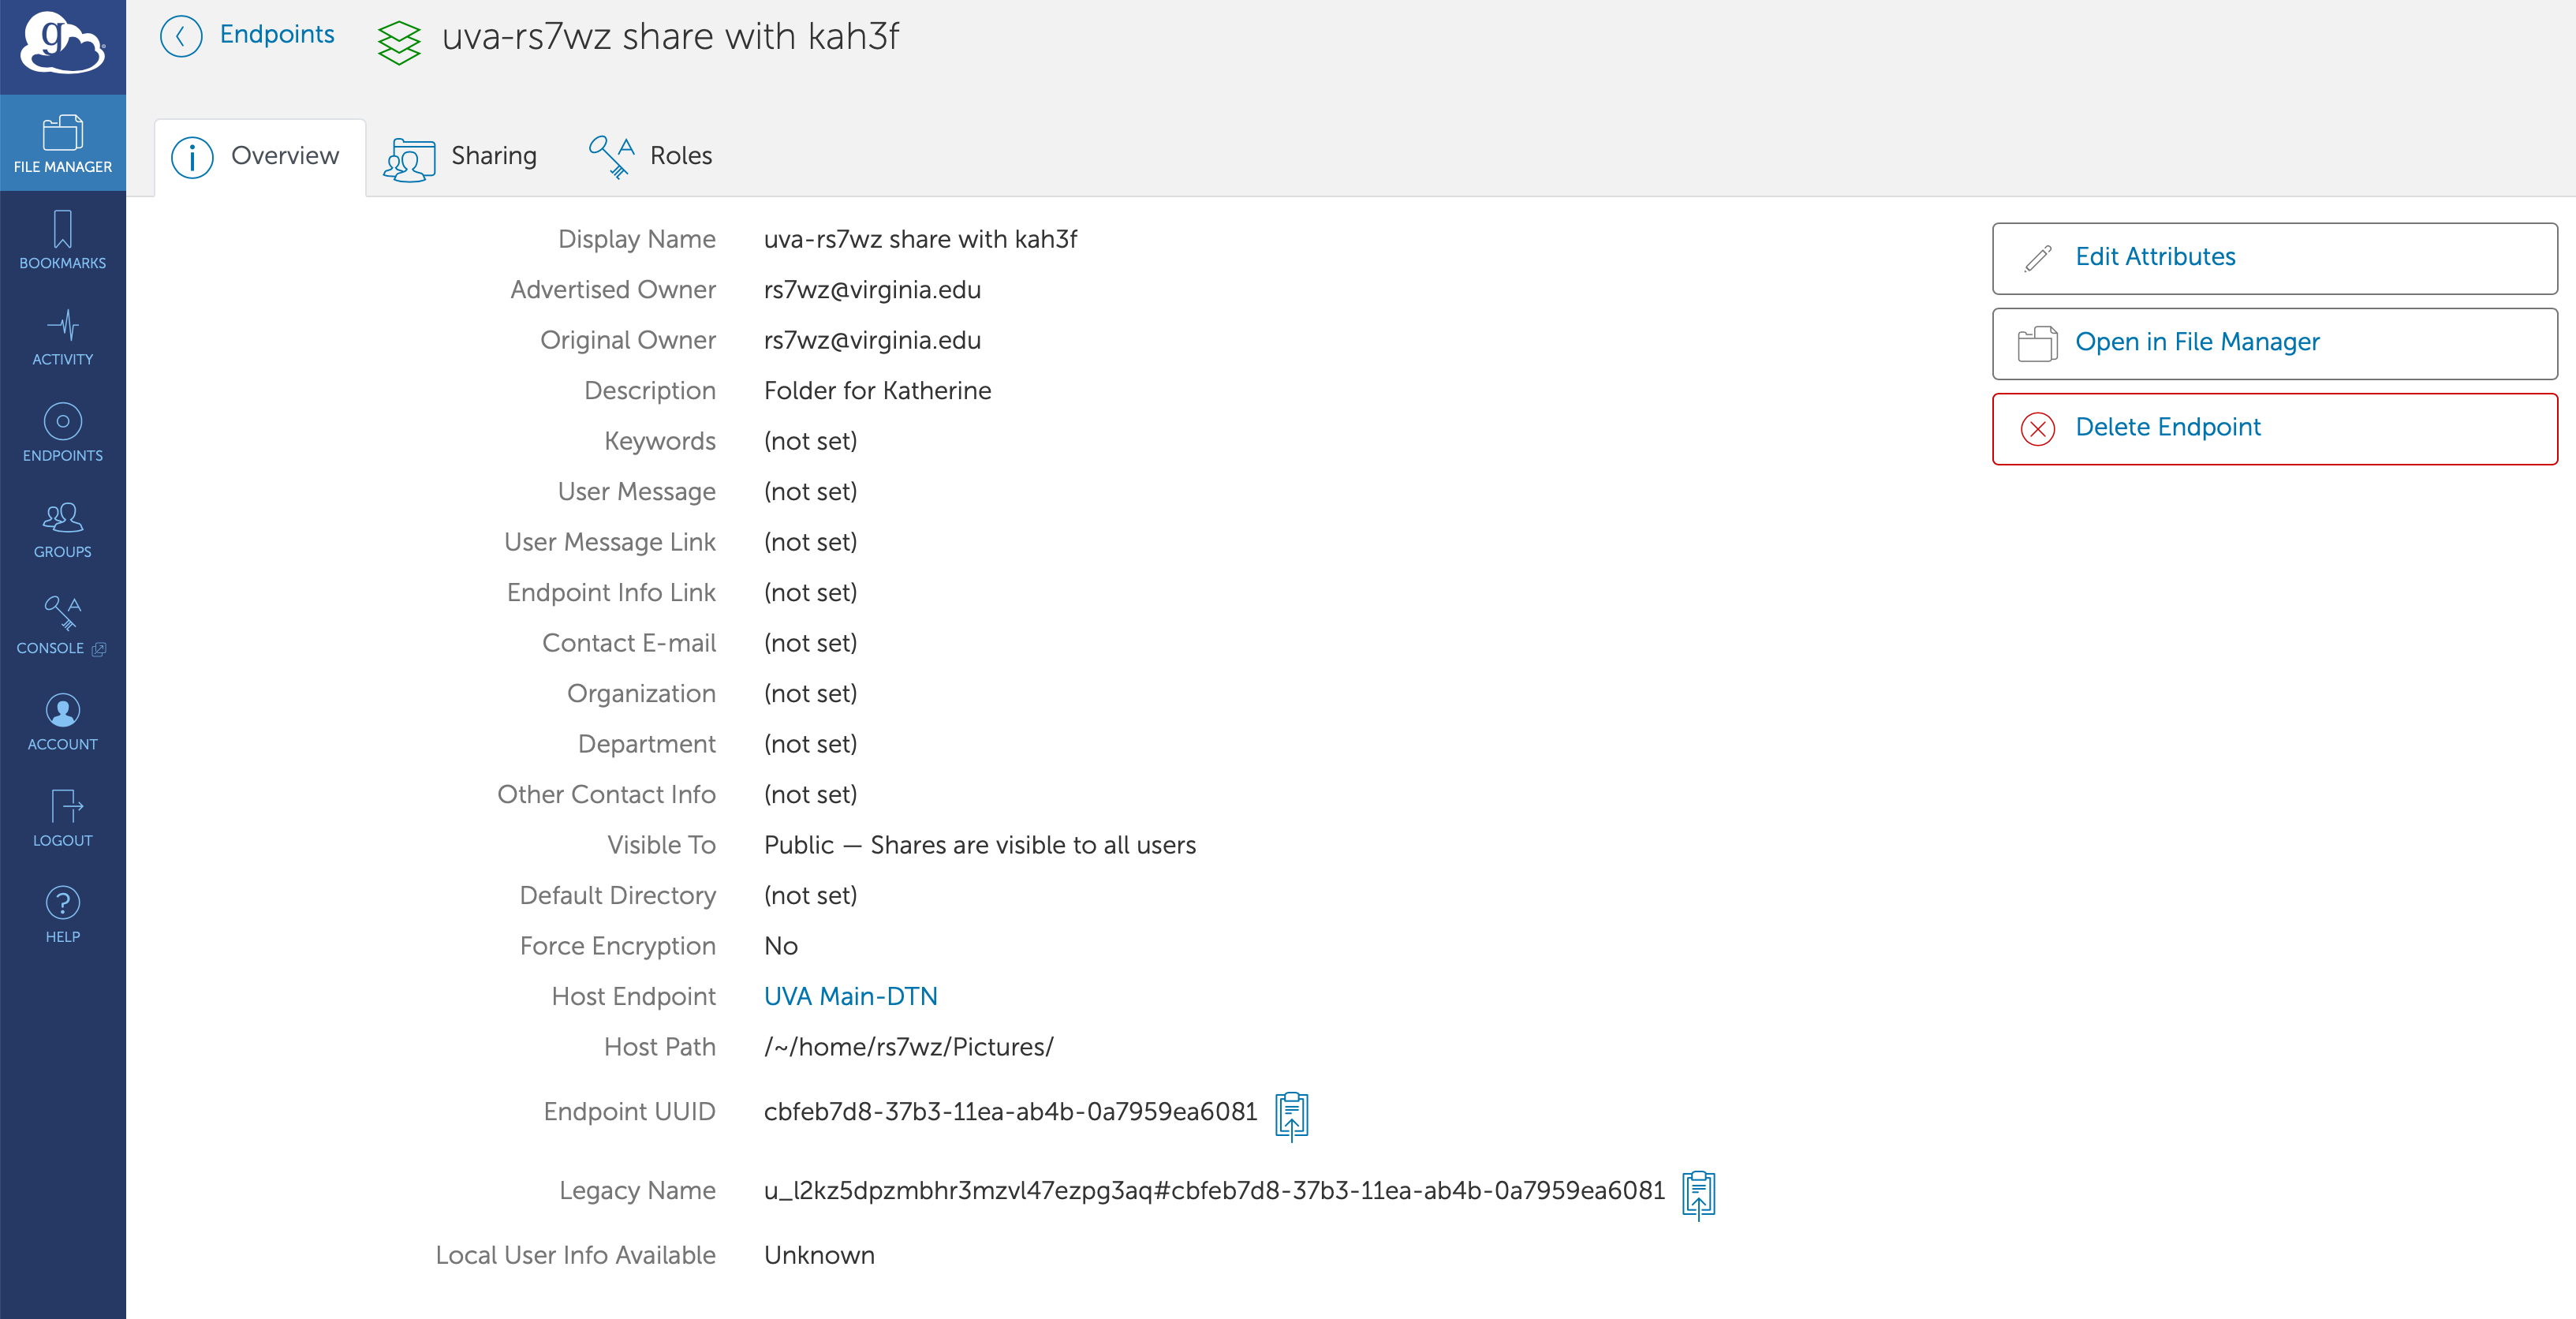 g
Endpoints
uva-rs7wz share with kah3f
FILE MANAGER
BOOKMARKS
ACTIVITY
ENDPOINTS
GROUPS
CONSOLE
ACCOUNT
LOGOUT
HELP
Overview
Sharing
Roles
Display Name uva-rs7wz share with kah3f
Advertised Owner rs7wz@virginia.edu
Original Owner rs7wz@virginia.edu
Description Folder for Katherine
Keywords (not set)
User Message (not set)
User Message Link (not set)
Endpoint Info Link (not set)
Contact E-mail (not set)
Organization (not set)
Department (not set)
Other Contact Info (not set)
Visible To Public — Shares are visible to all users
Default Directory (not set)
Force Encryption No
Host Endpoint UVA Main-DTN
Host Path /~/home/rs7wz/Pictures/
Endpoint UUID cbfeb7d8-37b3-11ea-ab4b-0a7959ea6081
Legacy Name u_l2kz5dpzmbhr3mzvl47ezpg3aq#cbfeb7d8-37b3-11ea-ab4b-0a7959ea6081
Local User Info Available Unknown
Edit Attributes
Open in File Manager
Delete Endpoint